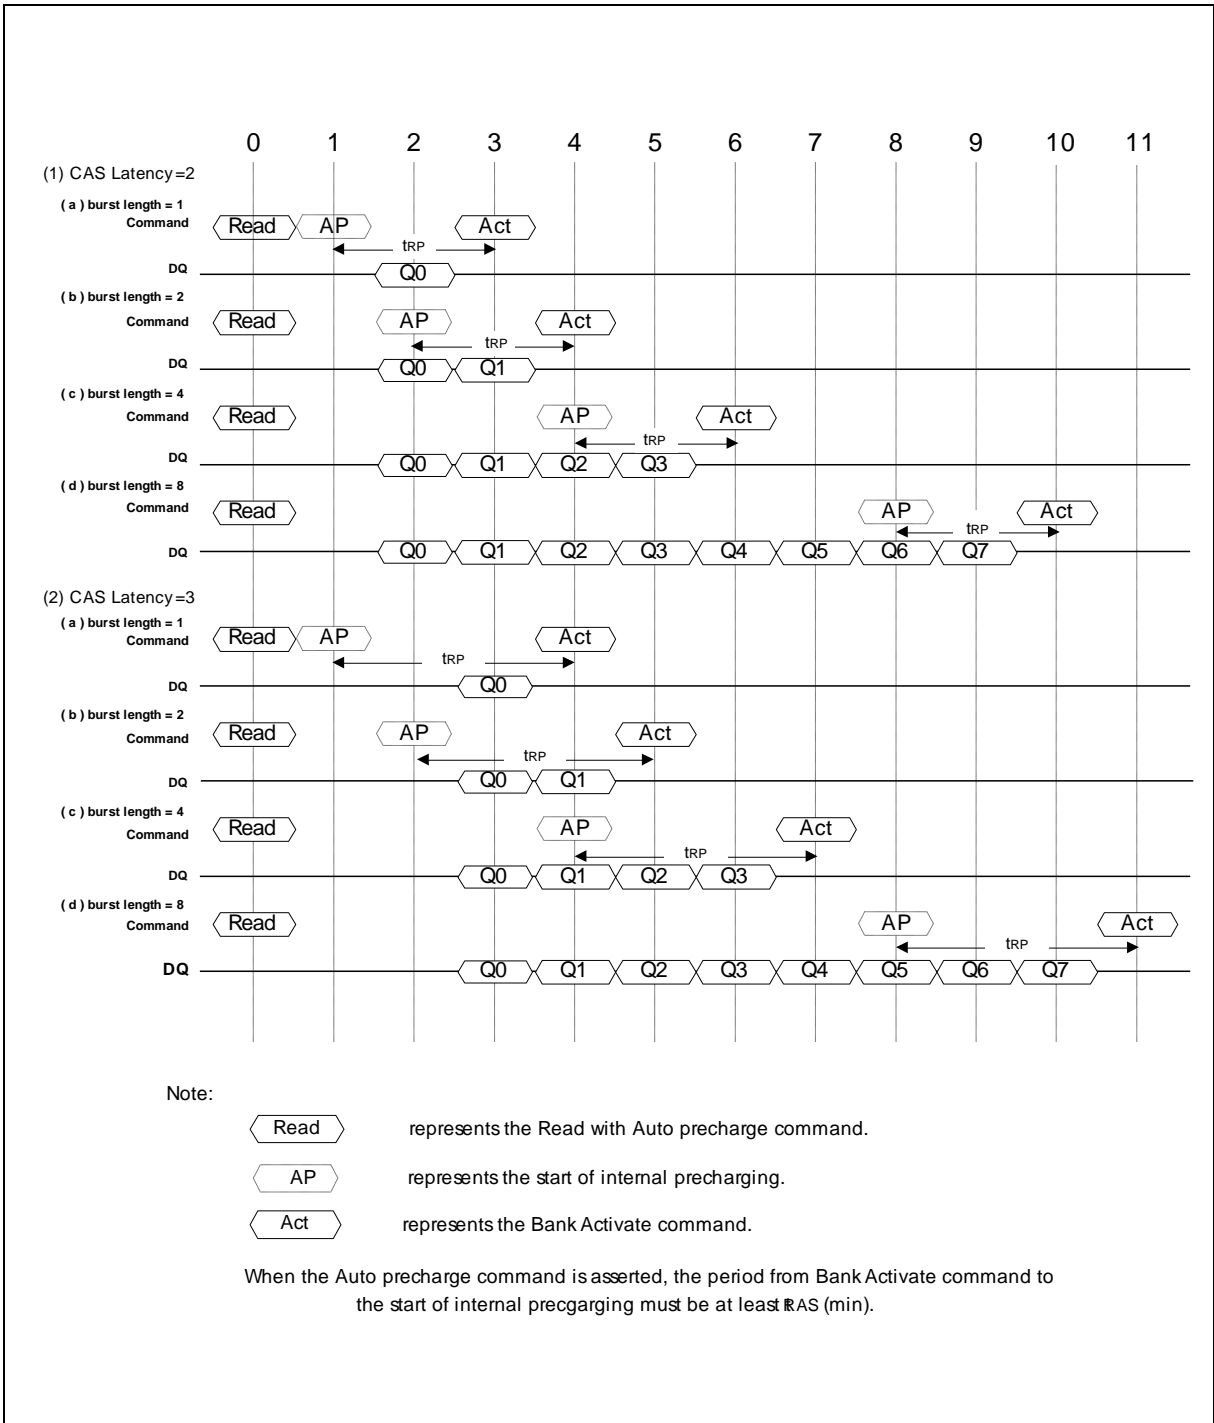 0 1 2 3 4 5 6 7 8 9 10 11
(1) CAS Latency=2
( a ) burst length = 1
Command Read AP Act
tRP
DQ Q0
( b ) burst length = 2
Command Read AP Act
tRP
DQ Q0 Q1
( c ) burst length = 4
Command Read AP Act
tRP
DQ Q0 Q1 Q2 Q3
( d ) burst length = 8
Command Read AP Act
tRP
DQ Q0 Q1 Q2 Q3 Q4 Q5 Q6 Q7
(2) CAS Latency=3
( a ) burst length = 1
Command Read AP Act
tRP
DQ Q0
( b ) burst length = 2
Command Read AP Act
tRP
DQ Q0 Q1
( c ) burst length = 4
Command Read AP Act
tRP
DQ Q0 Q1 Q2 Q3
( d ) burst length = 8
Command Read AP Act
tRP
DQ Q0 Q1 Q2 Q3 Q4 Q5 Q6 Q7
Note:
Read represents the Read with Auto precharge command.
AP represents the start of internal precharging.
Act represents the Bank Activate command.
When the Auto precharge command is asserted, the period from Bank Activate command to
the start of internal precgarging must be at least tRAS (min).